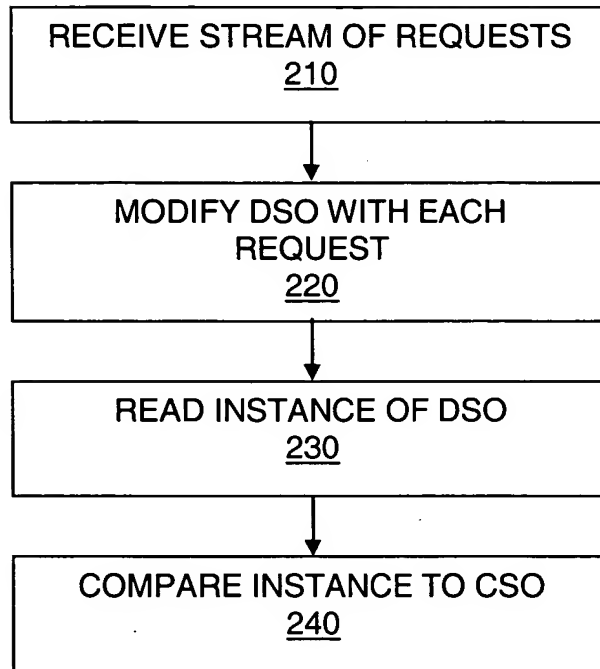 RECEIVE STREAM OF REQUESTS
210
MODIFY DSO WITH EACH
REQUEST
220
READ INSTANCE OF DSO
230
COMPARE INSTANCE TO CSO
240